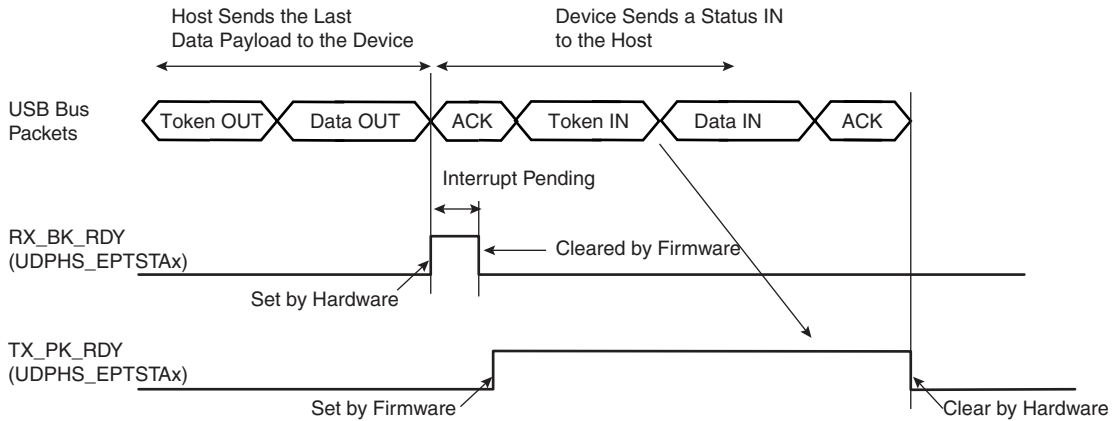 Host Sends the Last
Data Payload to the Device
Device Sends a Status IN
to the Host
USB Bus
Packets
Token OUT
Data OUT
ACK
Token IN
Data IN
ACK
Interrupt Pending
RX_BK_RDY
(UDPHS_EPTSTAx)
Cleared by Firmware
Set by Hardware
TX_PK_RDY
(UDPHS_EPTSTAx)
Set by Firmware
Clear by Hardware